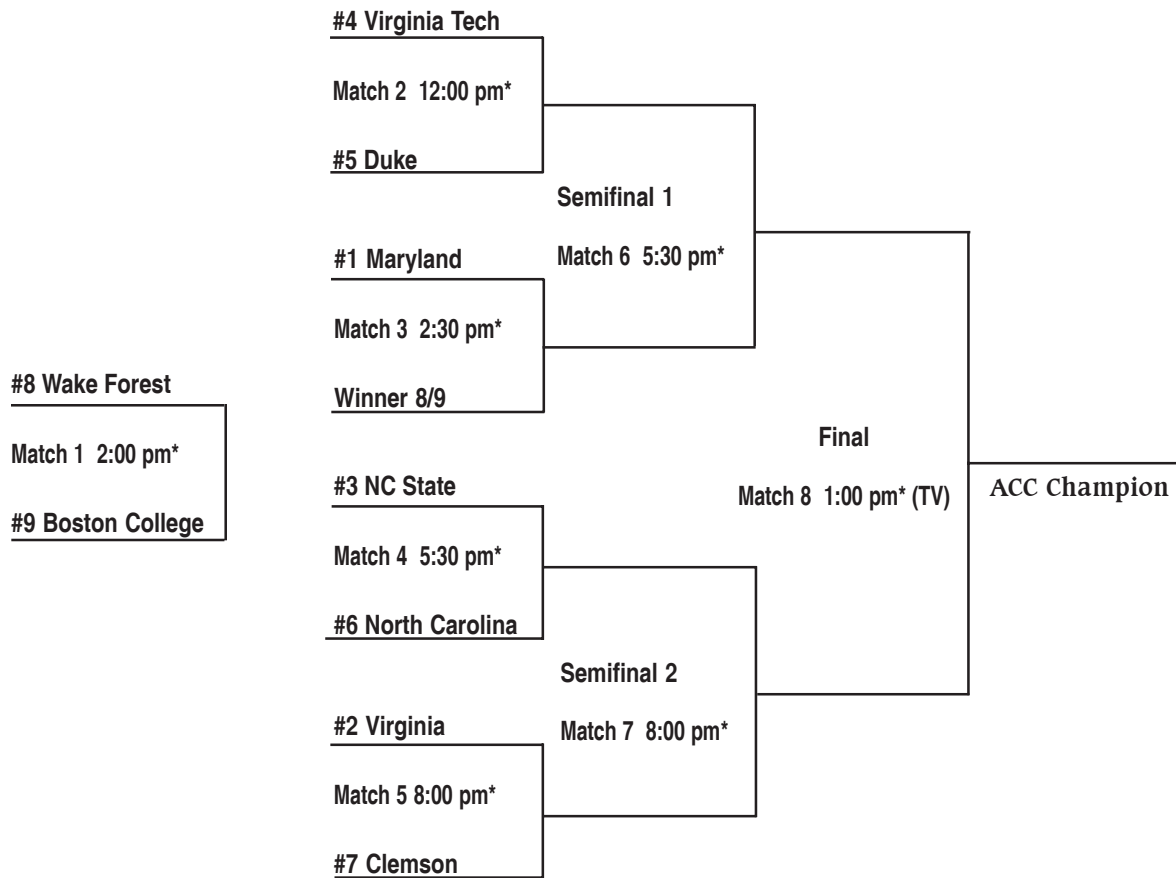 #4 Virginia Tech
Match 2  12:00 pm*
#5 Duke
Semifinal 1
#1 Maryland
Match 6  5:30 pm*
Match 3  2:30 pm*
#8 Wake Forest
Winner 8/9
Match 1  2:00 pm*
Final
#3 NC State
Match 8  1:00 pm* (TV)
ACC Champion
#9 Boston College
Match 4  5:30 pm*
#6 North Carolina
Semifinal 2
#2 Virginia
Match 7  8:00 pm*
Match 5 8:00 pm*
#7 Clemson